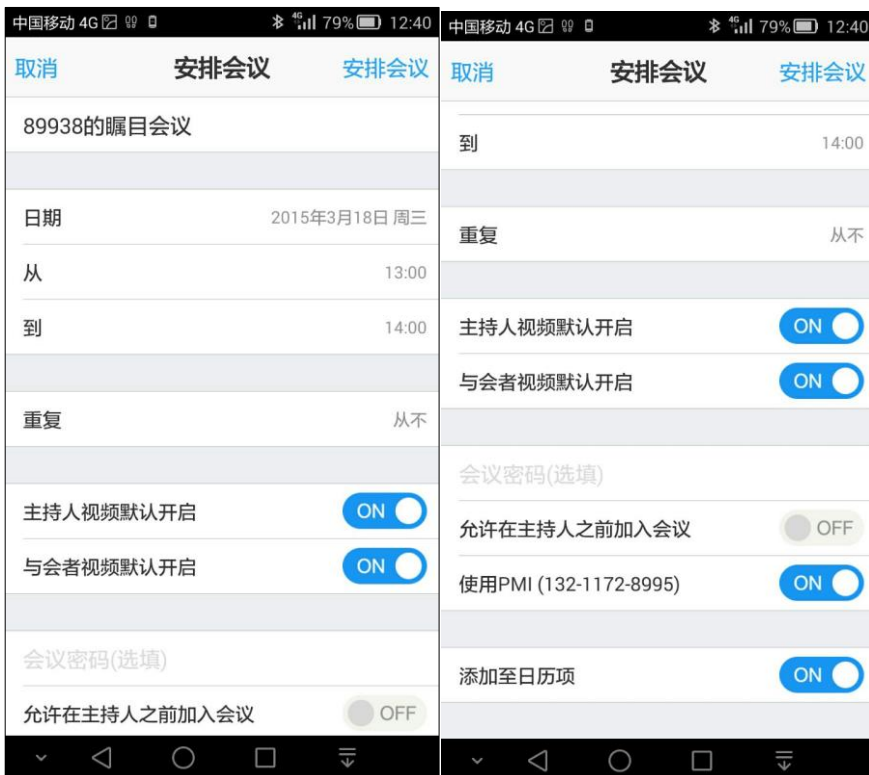 中国移动 4G 79% 12:40
取消 安排会议 安排会议
89938的瞩目会议
日期 2015年3月18日 周三
从 13:00
到 14:00
重复 从不
主持人视频默认开启 ON
与会者视频默认开启 ON
会议密码(选填)
允许在主持人之前加入会议 OFF
中国移动 4G 79% 12:40
取消 安排会议 安排会议
到 14:00
重复 从不
主持人视频默认开启 ON
与会者视频默认开启 ON
会议密码(选填)
允许在主持人之前加入会议 OFF
使用PMI (132-1172-8995) ON
添加至日历项 ON